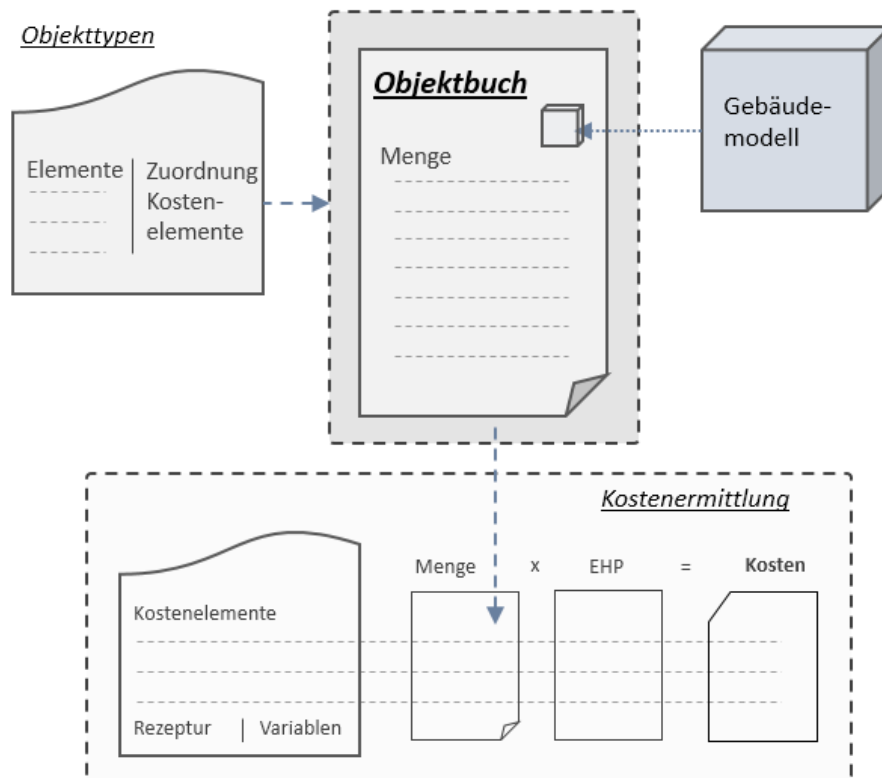 Objekttypen
Elemente
Zuordnung
Kosten-
elemente
Objektbuch
Menge
Gebäude-
modell
Kostenermittlung
Menge x EHP = Kosten
Kostenelemente
Rezeptur | Variablen